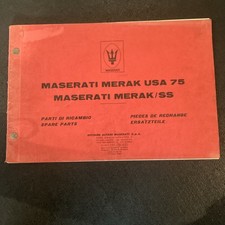 MASERATI MERAK USA 75
MASERATI MERAK/SS
PARTI DI RICAMBIO
SPARE PARTS
PIECES DE RECHANGE
ERSATZTEILE